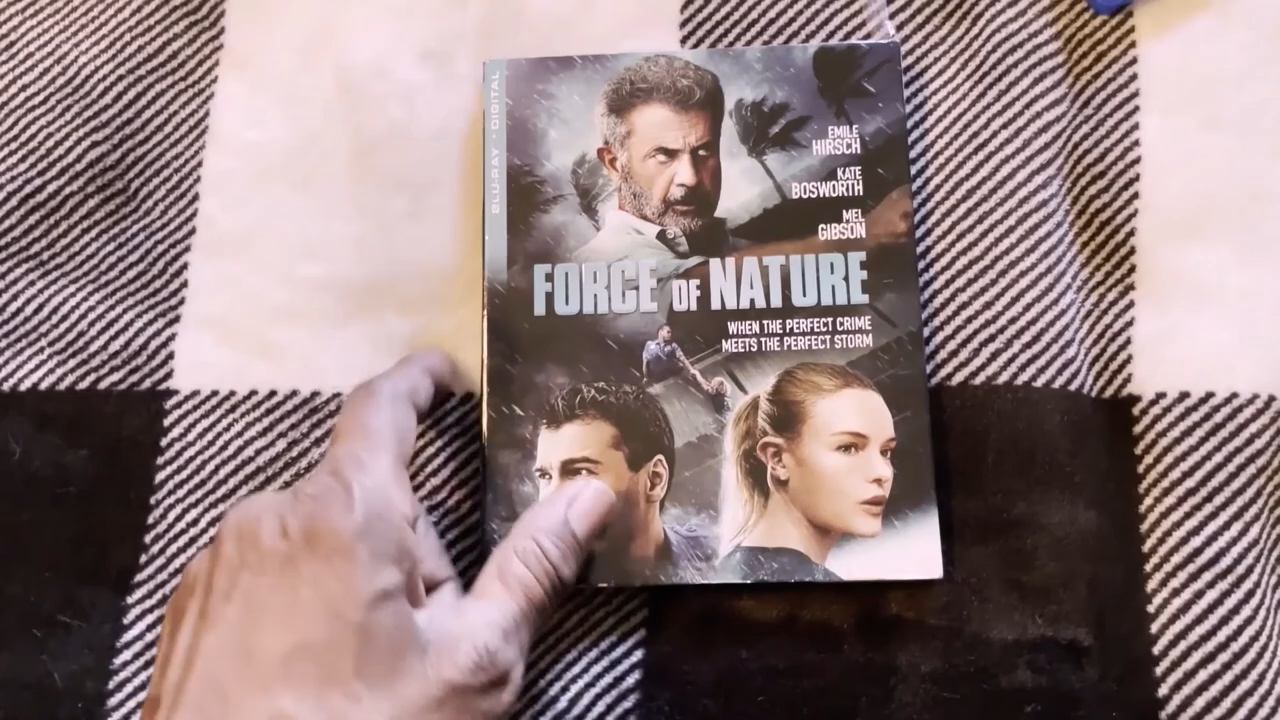 BLU-RAY · DIGITAL
EMILE
HIRSCH
KATE
BOSWORTH
MEL
GIBSON
FORCE OF NATURE
WHEN THE PERFECT CRIME
MEETS THE PERFECT STORM